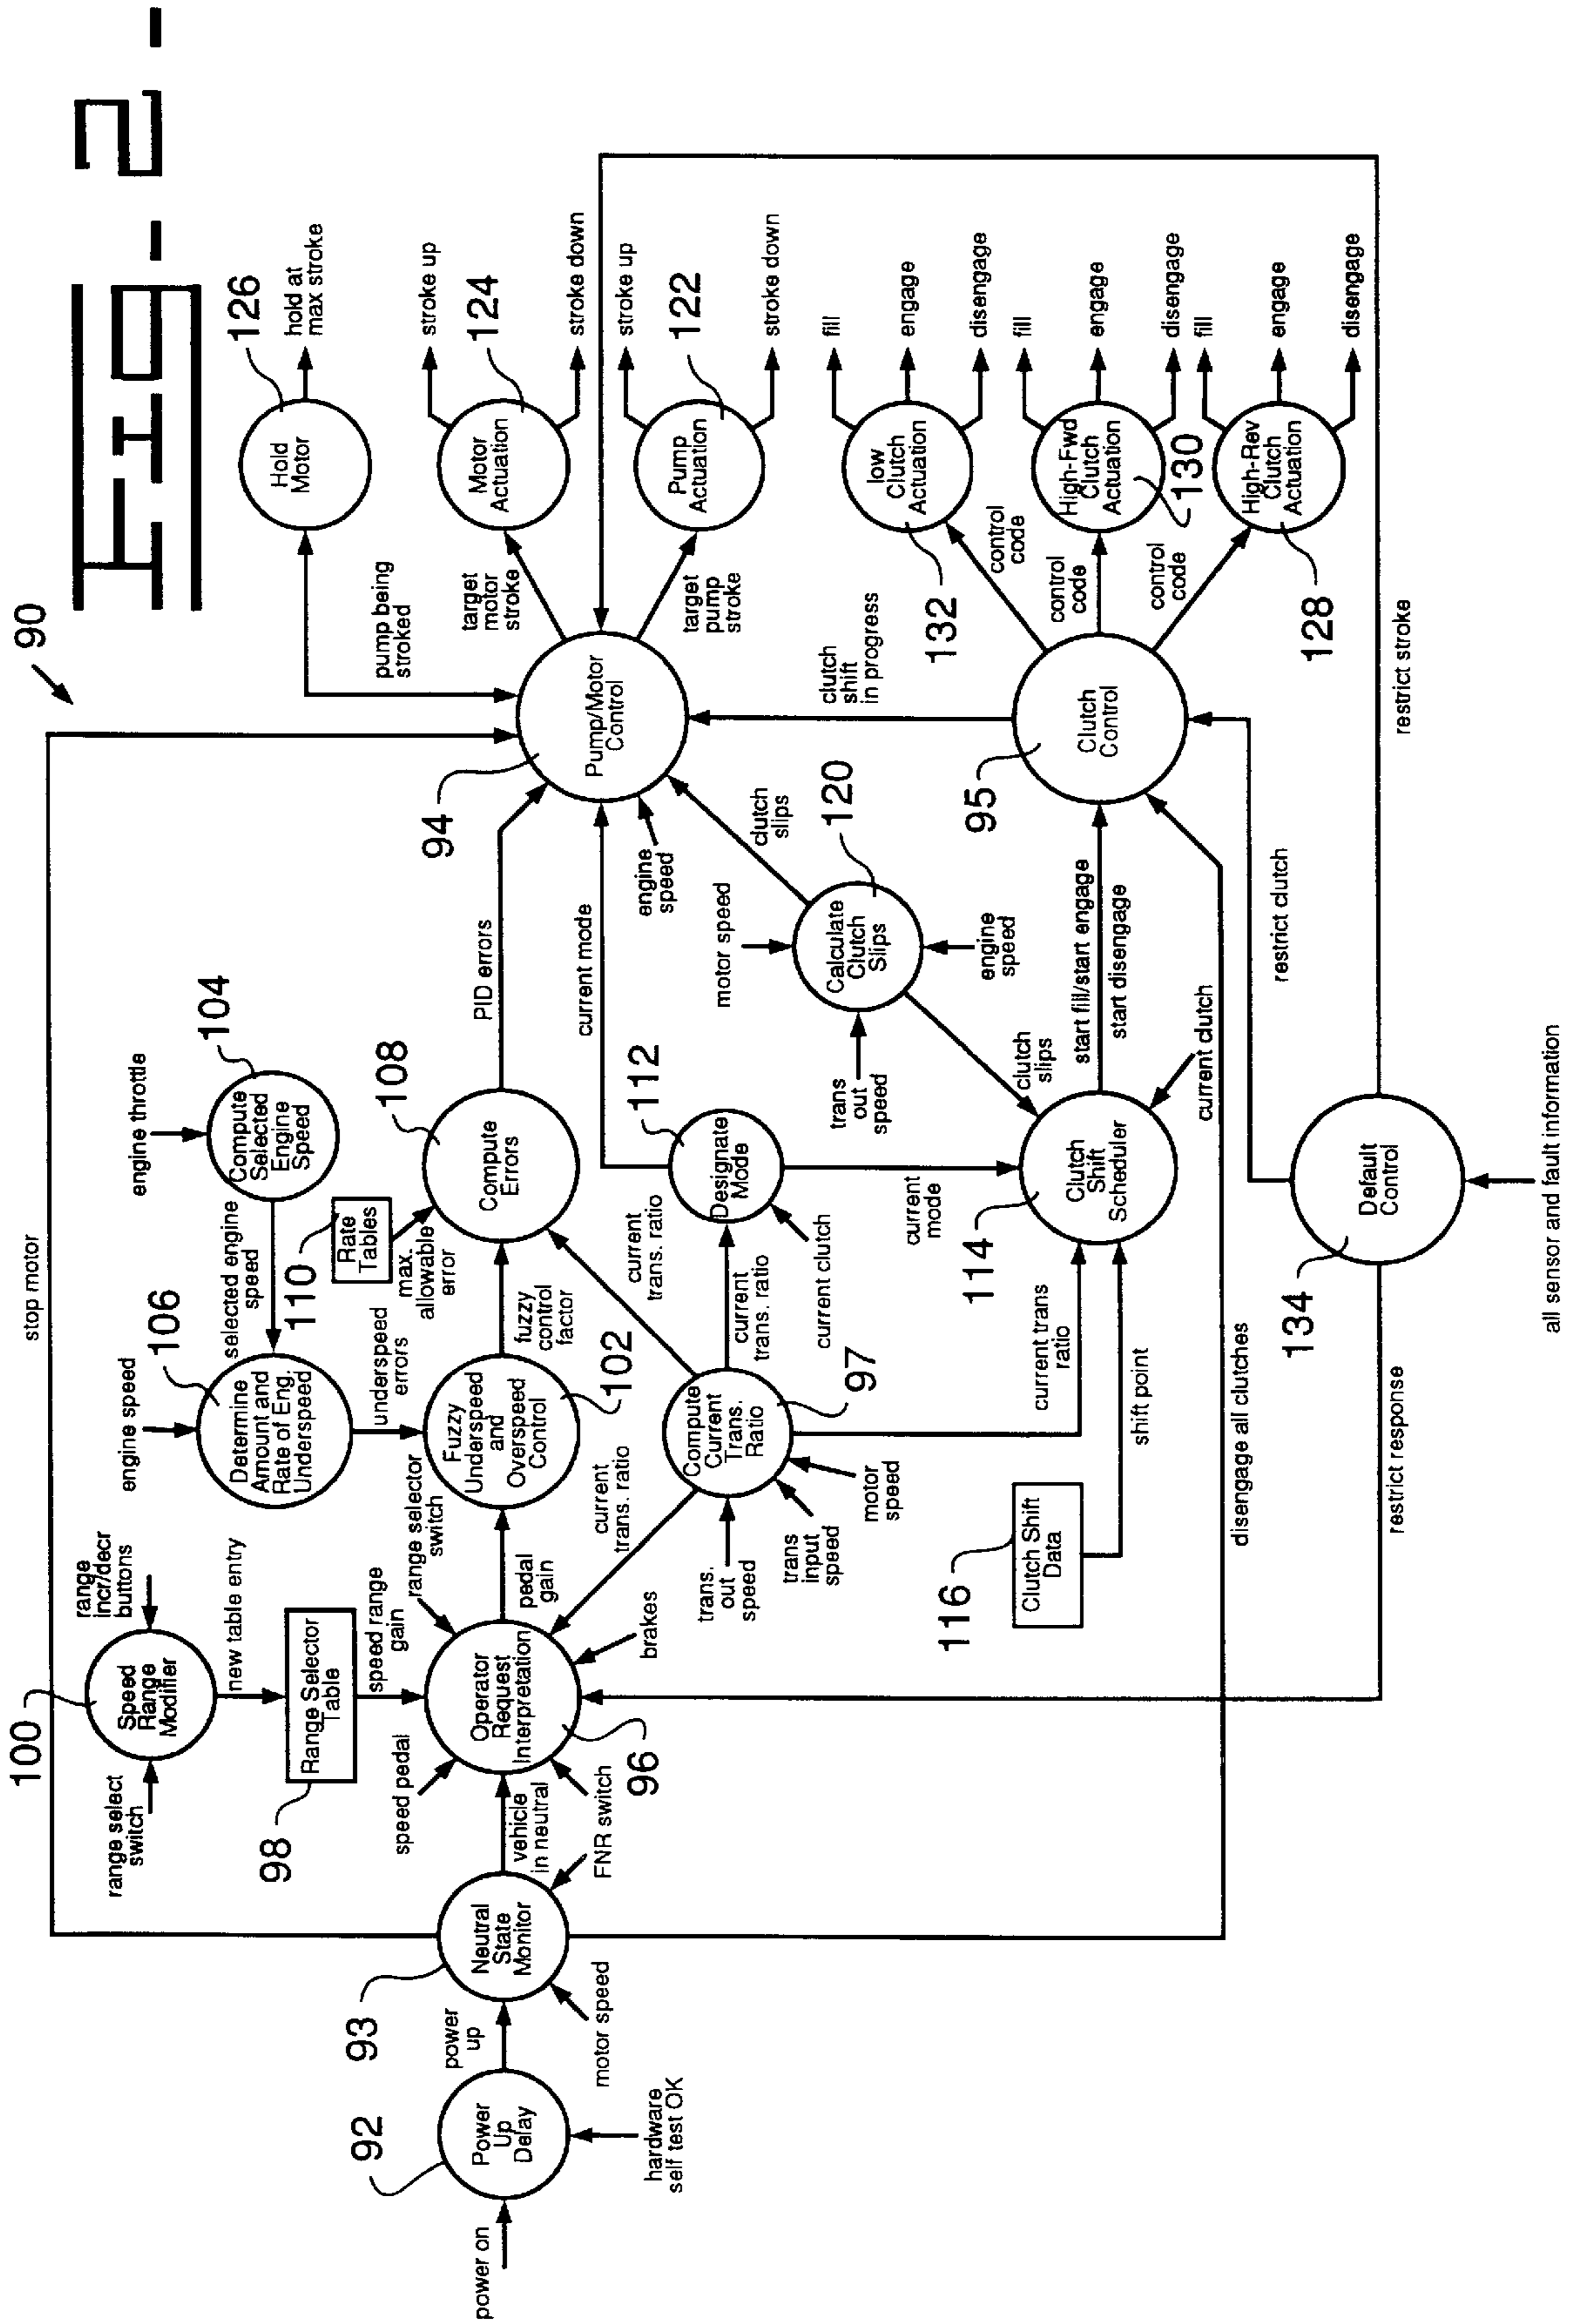 FIG - 2 -
90
100
range select
switch
range
incr/decr
buttons
Speed
Range
Modifier
new table entry
98
Range Selector
Table
speed range
gain
stop motor
engine throttle
104
Compute
Selected
Engine
Speed
selected engine
speed
engine speed
106
Determine
Amount and
Rate of Eng.
Underspeed
underspeed
errors
110
Rate
Tables
max.
allowable
error
108
Compute
Errors
PID errors
power on
92
Power
Up
Delay
hardware
self test OK
power
up
93
Neutral
State
Monitor
motor speed
FNR switch
vehicle
in neutral
speed pedal
range selector
switch
Operator
Request
Interpretation
96
brakes
pedal
gain
Fuzzy
Underspeed
and
Overspeed
Control
102
fuzzy
control
factor
current
trans. ratio
current
trans. ratio
Compute
Current
Trans.
Ratio
97
trans.
out
speed
trans
input
speed
motor
speed
current
trans. ratio
current clutch
Designate
Mode
112
current mode
current
mode
current trans
ratio
116
Clutch Shift
Data
shift point
114
Clutch
Shift
Scheduler
current clutch
clutch
slips
trans
out
speed
motor speed
engine
speed
Calculate
Clutch
Slips
120
clutch
slips
engine
speed
94
Pump/Motor
Control
pump being
stroked
126
Hold
Motor
hold at
max stroke
target
motor
stroke
124
Motor
Actuation
stroke up
stroke down
target
pump
stroke
122
Pump
Actuation
stroke up
stroke down
clutch
shift
in progress
start fill/start engage
start disengage
95
Clutch
Control
control
code
132
low
Clutch
Actuation
fill
engage
disengage
control
code
130
High-Fwd
Clutch
Actuation
fill
engage
disengage
control
code
128
High-Rev
Clutch
Actuation
fill
engage
disengage
disengage all clutches
restrict clutch
restrict stroke
restrict response
134
Default
Control
all sensor and fault information